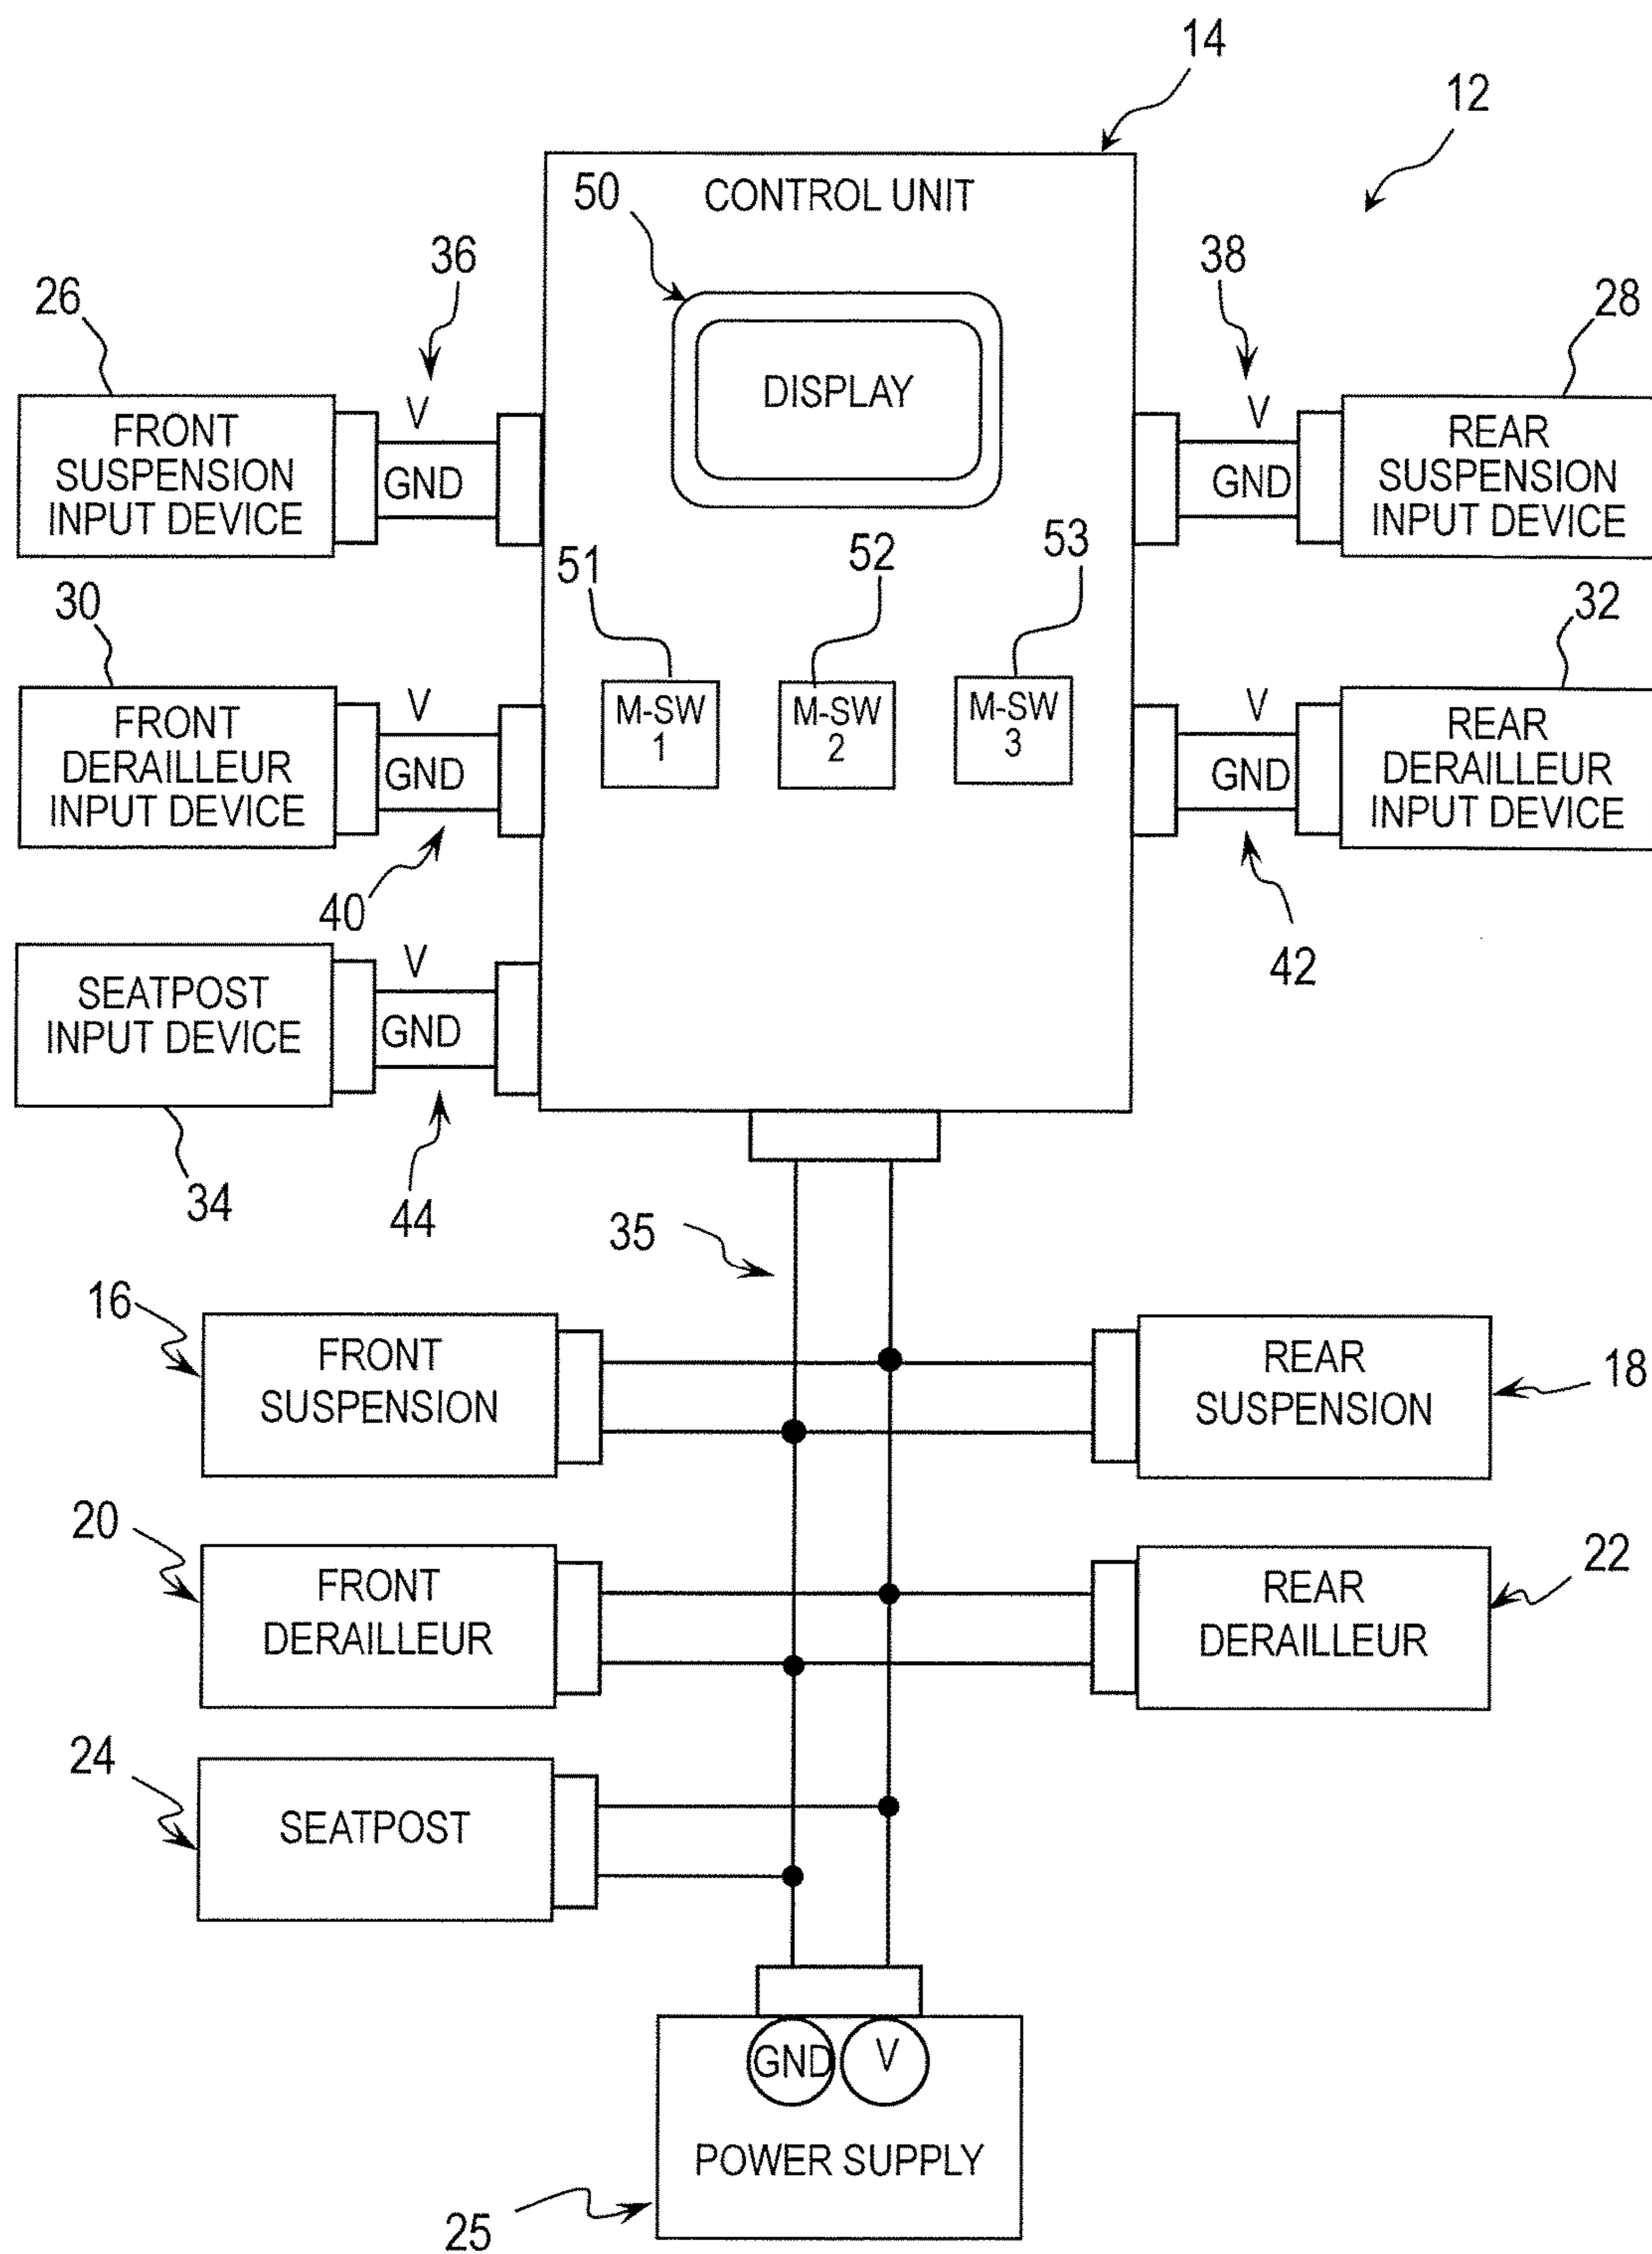 14
12
CONTROL UNIT
50
36
38
26
28
DISPLAY
V
V
FRONT
SUSPENSION
INPUT DEVICE
GND
GND
REAR
SUSPENSION
INPUT DEVICE
51
52
53
30
32
V
V
FRONT
DERAILLEUR
INPUT DEVICE
GND
M-SW
1
M-SW
2
M-SW
3
GND
REAR
DERAILLEUR
INPUT DEVICE
40
42
V
SEATPOST
INPUT DEVICE
GND
34
44
35
16
FRONT
SUSPENSION
REAR
SUSPENSION
18
20
FRONT
DERAILLEUR
REAR
DERAILLEUR
22
24
SEATPOST
GND
V
POWER SUPPLY
25